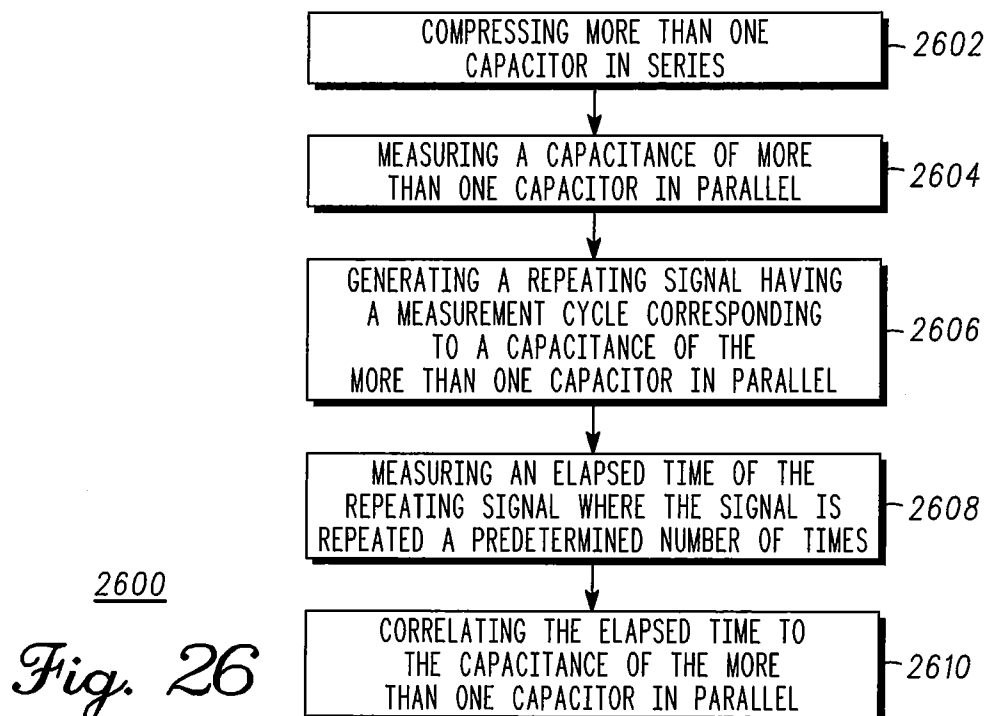 COMPRESSING MORE THAN ONE
CAPACITOR IN SERIES
2602
MEASURING A CAPACITANCE OF MORE
THAN ONE CAPACITOR IN PARALLEL
2604
GENERATING A REPEATING SIGNAL HAVING
A MEASUREMENT CYCLE CORRESPONDING
TO A CAPACITANCE OF THE
MORE THAN ONE CAPACITOR IN PARALLEL
2606
MEASURING AN ELAPSED TIME OF THE
REPEATING SIGNAL WHERE THE SIGNAL IS
REPEATED A PREDETERMINED NUMBER OF TIMES
2608
CORRELATING THE ELAPSED TIME TO
THE CAPACITANCE OF THE MORE
THAN ONE CAPACITOR IN PARALLEL
2610
2600
Fig. 26